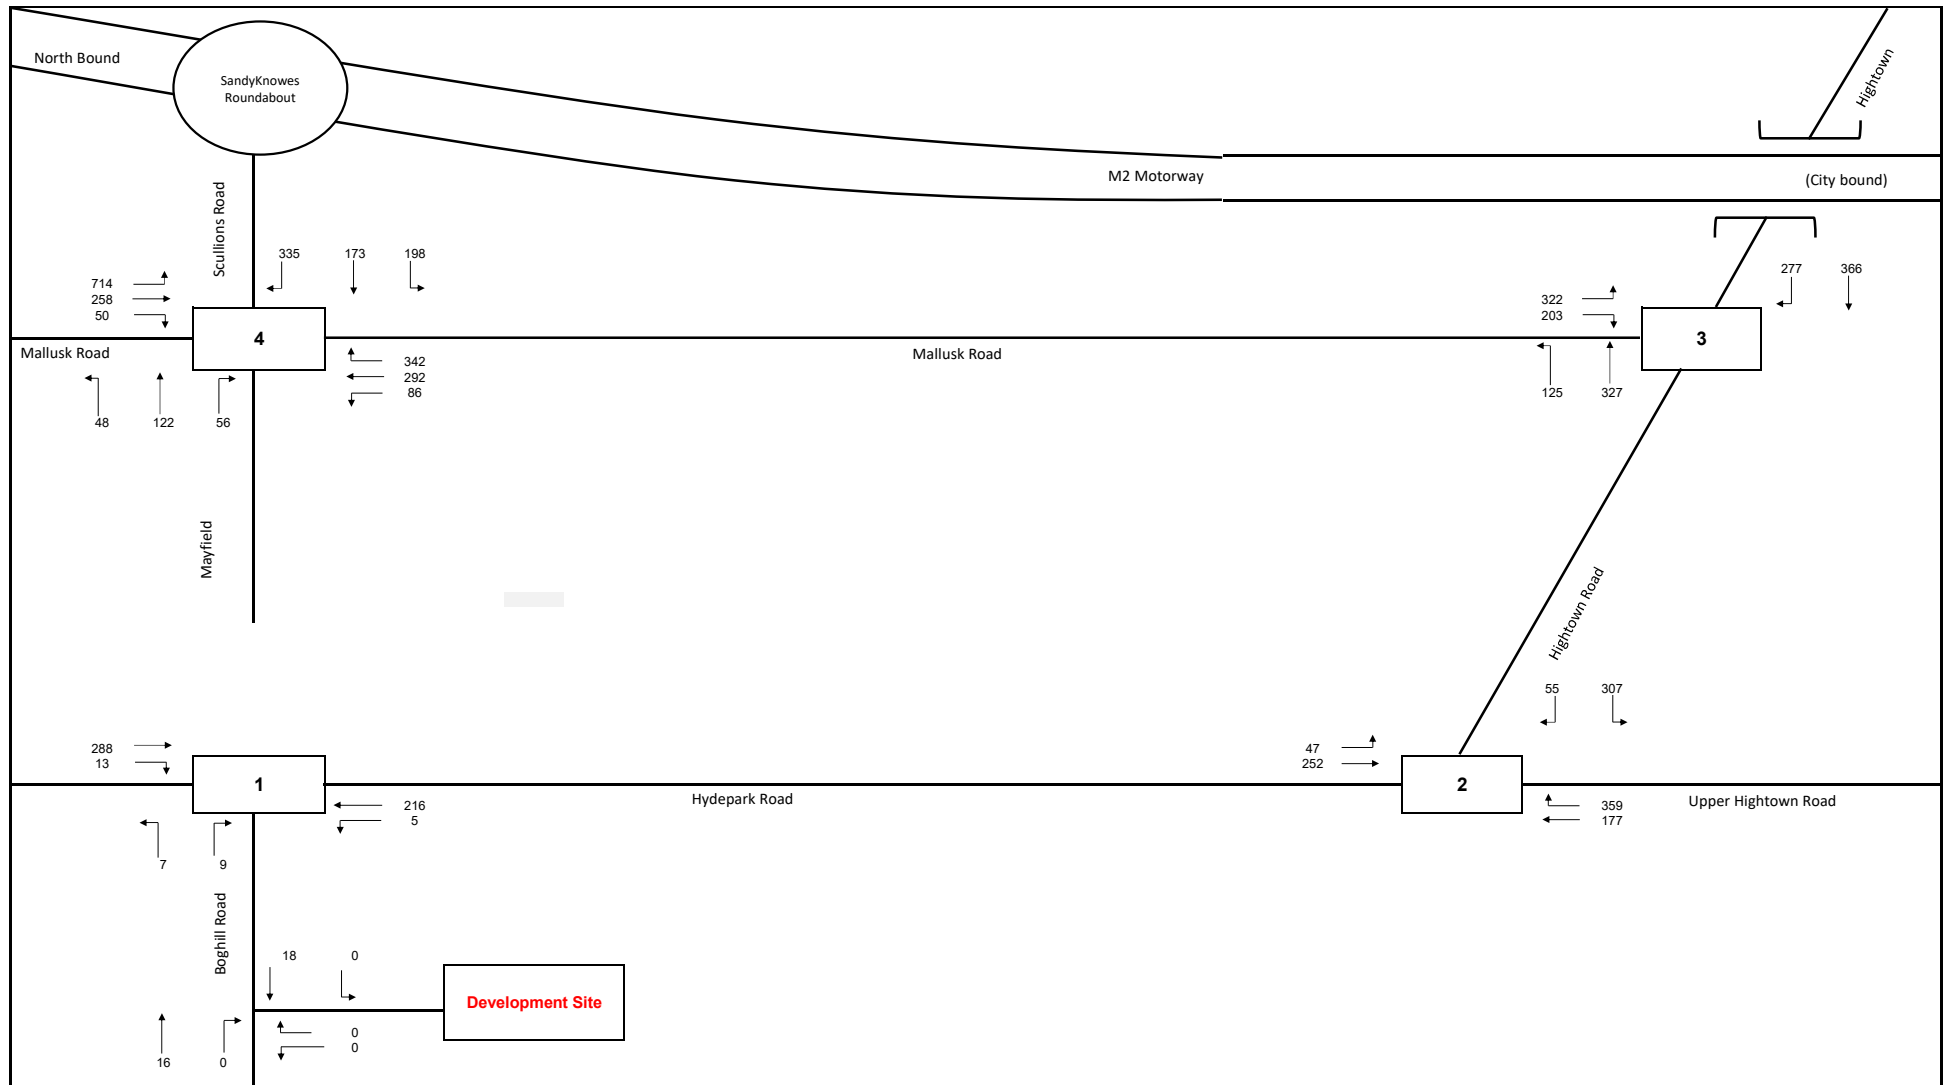 North Bound
SandyKnowes
Roundabout
Hightown
M2 Motorway
(City bound)
Scullions Road
335 173 198
277 366
714
258
50
322
203
4
3
Mallusk Road
Mallusk Road
342
292
86
125 327
48 122 56
Mayfield
Hightown Road
55 307
288
13
47
252
1
2
Hydepark Road
Upper Hightown Road
216
5
359
177
7 9
Boghill Road
18 0
Development Site
0
0
16 0